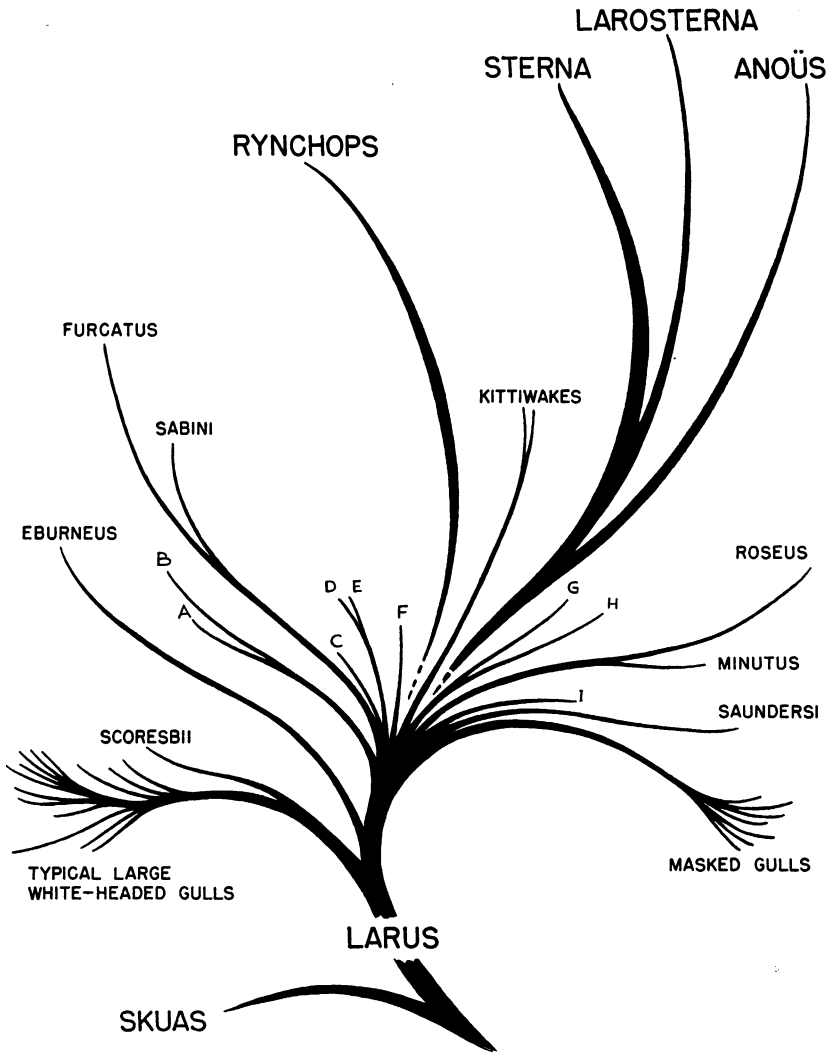 LAROSTERNA
STERNA
ANOÜS
RYNCHOPS
FURCATUS
KITTIWAKES
SABINI
EBURNEUS
B
ROSEUS
D E
G
A
F
H
C
MINUTUS
I
SAUNDERSI
SCORESBII
MASKED GULLS
TYPICAL LARGE
WHITE-HEADED GULLS
LARUS
SKUAS